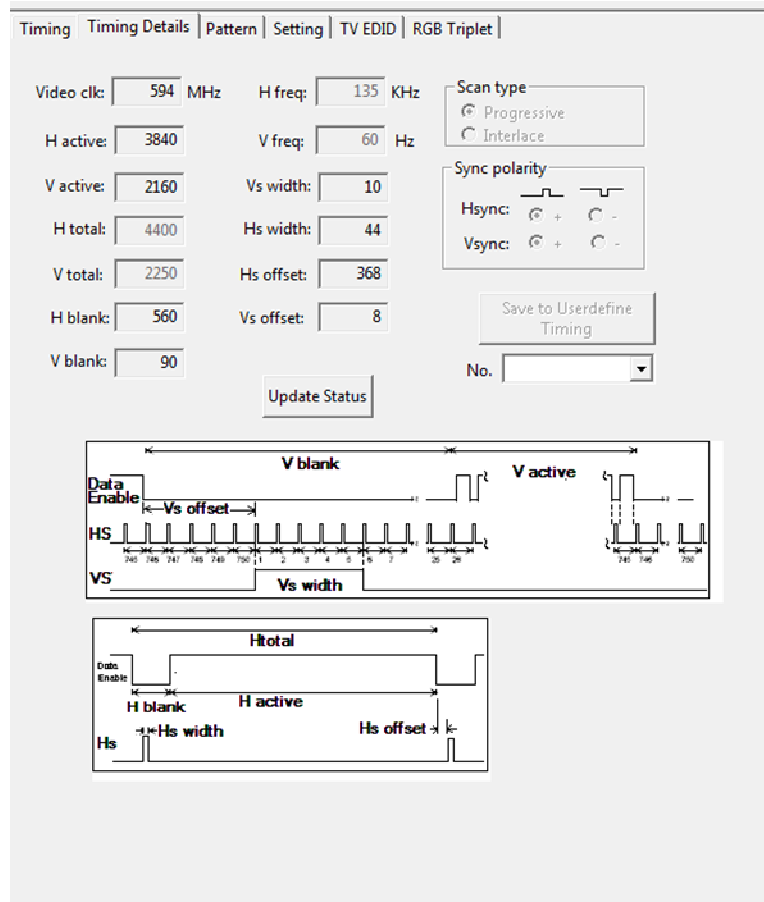 Timing Timing Details Pattern Setting TV EDID RGB Triplet
Video clk: 594 MHz H freq: 135 KHz Scan type
Progressive
H active: 3840 V freq: 60 Hz Interlace
V active: 2160 Vs width: 10 Sync polarity
Hsync: + -
H total: 4400 Hs width: 44
Vsync: + -
V total: 2250 Hs offset: 368
H blank: 560 Vs offset: 8 Save to Userdefine
Timing
V blank: 90 No.
Update Status
V blank V active
Data
Enable
Vs offset
HS
745 746 747 748 749 750 1 2 3 4 5 6 7 25 26 745 746 750
VS Vs width
Htotal
Data
Enable
H blank H active
Hs width Hs offset
Hs